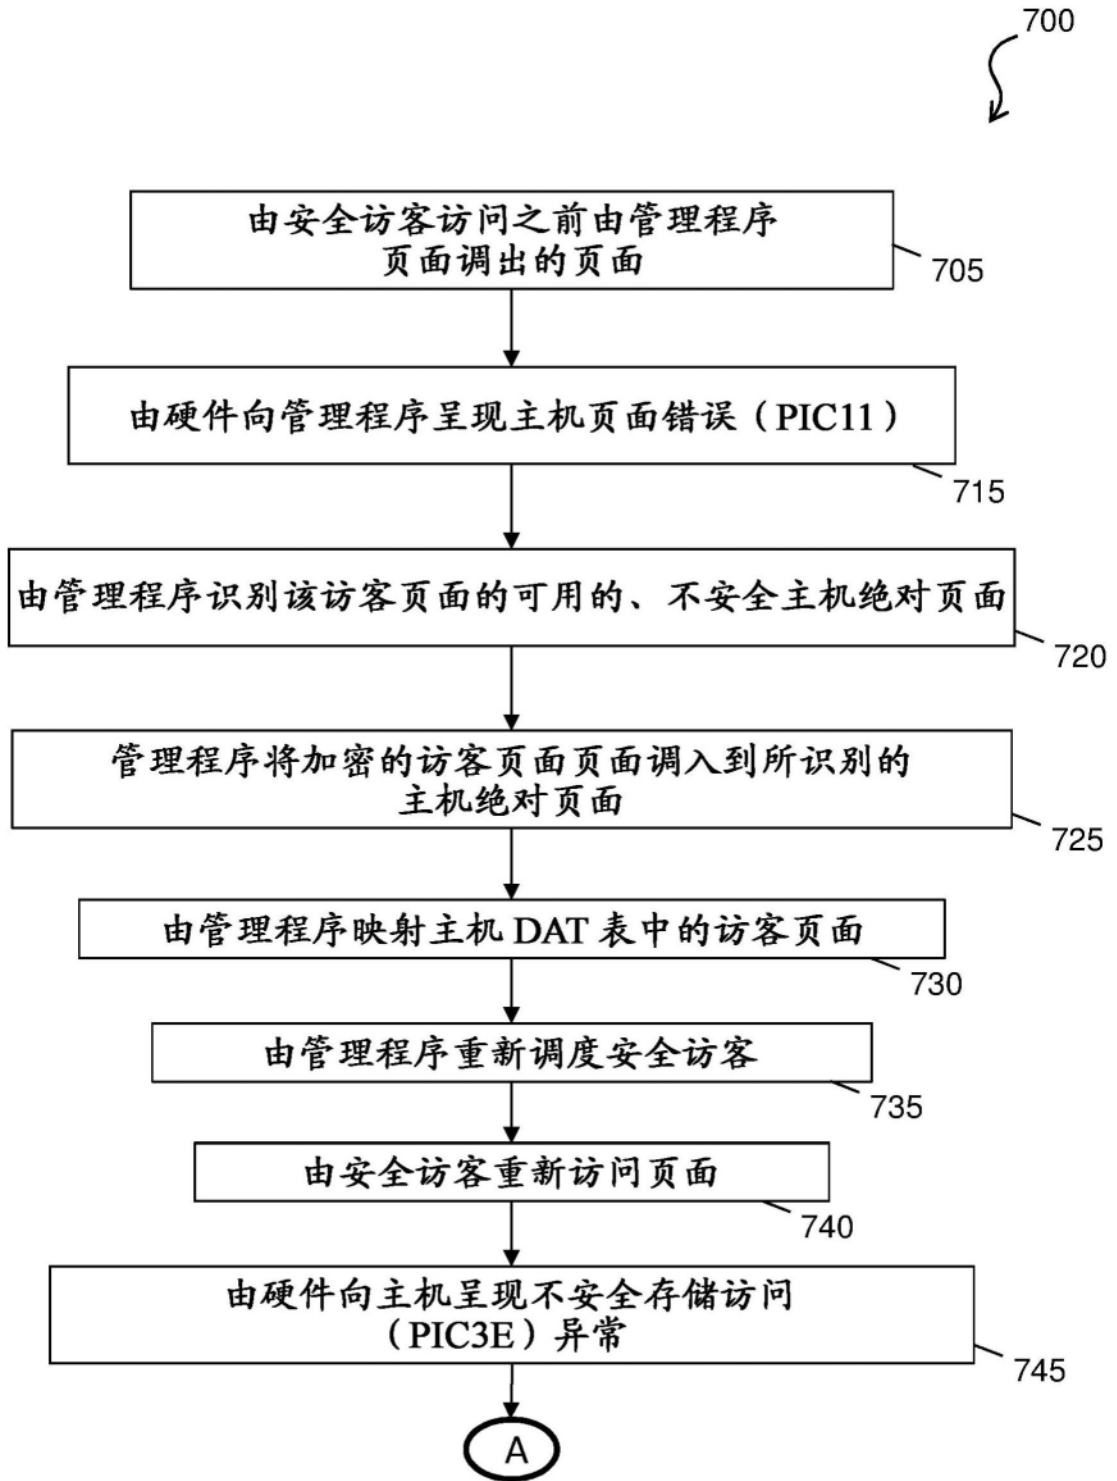 700
由安全访客访问之前由管理程序
页面调出的页面
705
由硬件向管理程序呈现主机页面错误（PIC11）
715
由管理程序识别该访客页面的可用的、不安全主机绝对页面
720
管理程序将加密的访客页面页面调入到所识别的
主机绝对页面
725
由管理程序映射主机 DAT 表中的访客页面
730
由管理程序重新调度安全访客
735
由安全访客重新访问页面
740
由硬件向主机呈现不安全存储访问
（PIC3E）异常
745
A